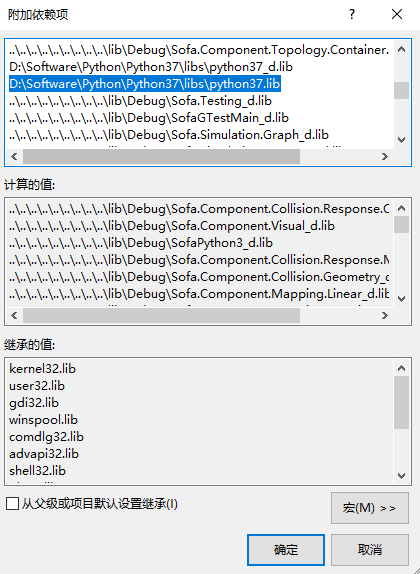 附加依赖项
? ×
..\..\..\..\..\..\..\..\..\lib\Debug\Sofa.Component.Topology.Container.
D:\Software\Python\Python37\libs\python37_d.lib
D:\Software\Python\Python37\libs\python37.lib
..\..\..\..\..\..\..\..\..\lib\Debug\Sofa.Testing_d.lib
..\..\..\..\..\..\..\..\..\lib\Debug\SofaGTestMain_d.lib
..\..\..\..\..\..\..\..\..\lib\Debug\Sofa.Simulation.Graph_d.lib
计算的值:
..\..\..\..\..\..\..\..\..\lib\Debug\Sofa.Component.Collision.Response.C
..\..\..\..\..\..\..\..\..\lib\Debug\Sofa.Component.Visual_d.lib
..\..\..\..\..\..\..\..\..\lib\Debug\SofaPython3_d.lib
..\..\..\..\..\..\..\..\..\lib\Debug\Sofa.Component.Collision.Response.M
..\..\..\..\..\..\..\..\..\lib\Debug\Sofa.Component.Collision.Geometry_d
..\..\..\..\..\..\..\..\..\lib\Debug\Sofa.Component.Mapping.Linear_d.lib
继承的值:
kernel32.lib
user32.lib
gdi32.lib
winspool.lib
comdlg32.lib
advapi32.lib
shell32.lib
从父级或项目默认设置继承(I)
宏(M) >>
确定
取消